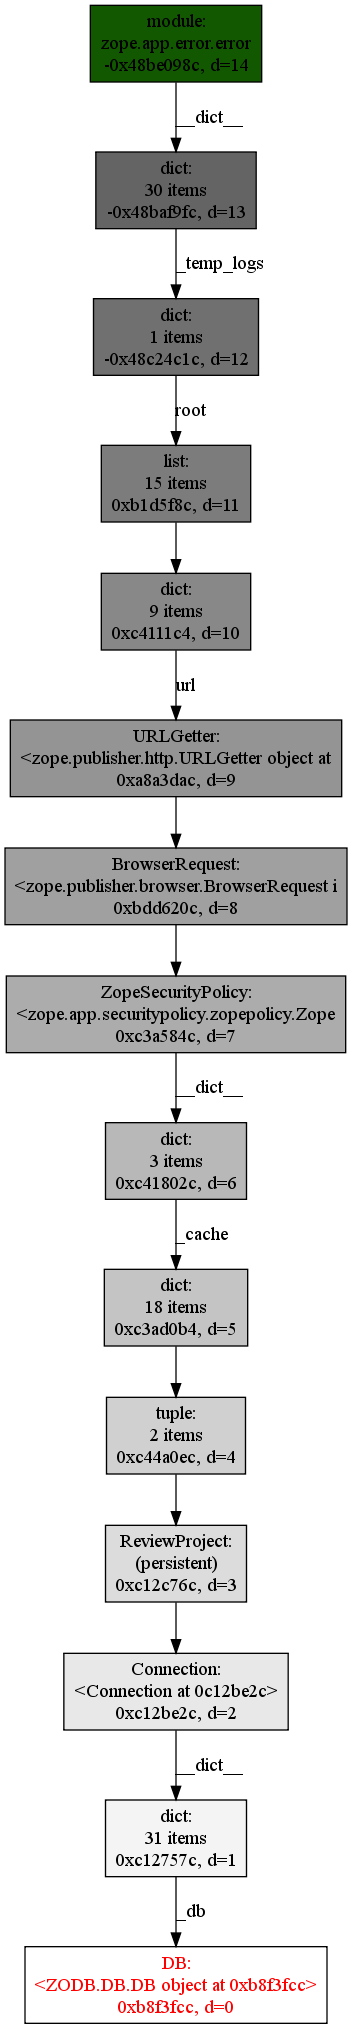 module:
zope.app.error.error
-0x48be098c, d=14
__dict__
dict:
30 items
-0x48baf9fc, d=13
_temp_logs
dict:
1 items
-0x48c24c1c, d=12
root
list:
15 items
0xb1d5f8c, d=11
dict:
9 items
0xc4111c4, d=10
url
URLGetter:
<zope.publisher.http.URLGetter object at
0xa8a3dac, d=9
BrowserRequest:
<zope.publisher.browser.BrowserRequest i
0xbdd620c, d=8
ZopeSecurityPolicy:
<zope.app.securitypolicy.zopepolicy.Zope
0xc3a584c, d=7
__dict__
dict:
3 items
0xc41802c, d=6
_cache
dict:
18 items
0xc3ad0b4, d=5
tuple:
2 items
0xc44a0ec, d=4
ReviewProject:
(persistent)
0xc12c76c, d=3
Connection:
<Connection at 0c12be2c>
0xc12be2c, d=2
__dict__
dict:
31 items
0xc12757c, d=1
_db
DB:
<ZODB.DB.DB object at 0xb8f3fcc>
0xb8f3fcc, d=0